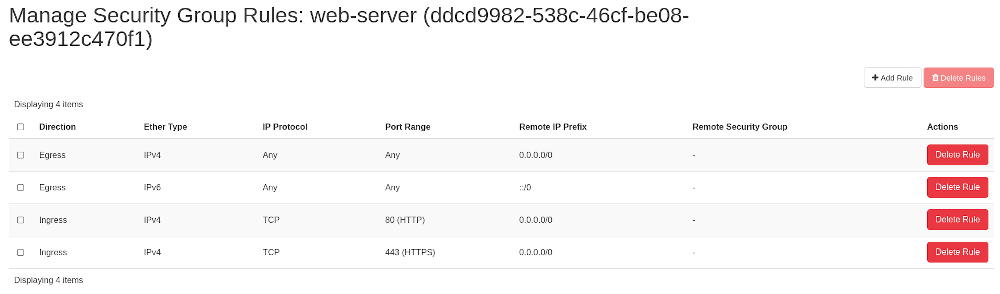 Manage Security Group Rules: web-server (ddcd9982-538c-46cf-be08-
ee3912c470f1)
Add Rule Delete Rules
Displaying 4 items
Direction Ether Type IP Protocol Port Range Remote IP Prefix Remote Security Group Actions
Egress IPv4 Any Any 0.0.0.0/0 - Delete Rule
Egress IPv6 Any Any ::/0 - Delete Rule
Ingress IPv4 TCP 80 (HTTP) 0.0.0.0/0 - Delete Rule
Ingress IPv4 TCP 443 (HTTPS) 0.0.0.0/0 - Delete Rule
Displaying 4 items